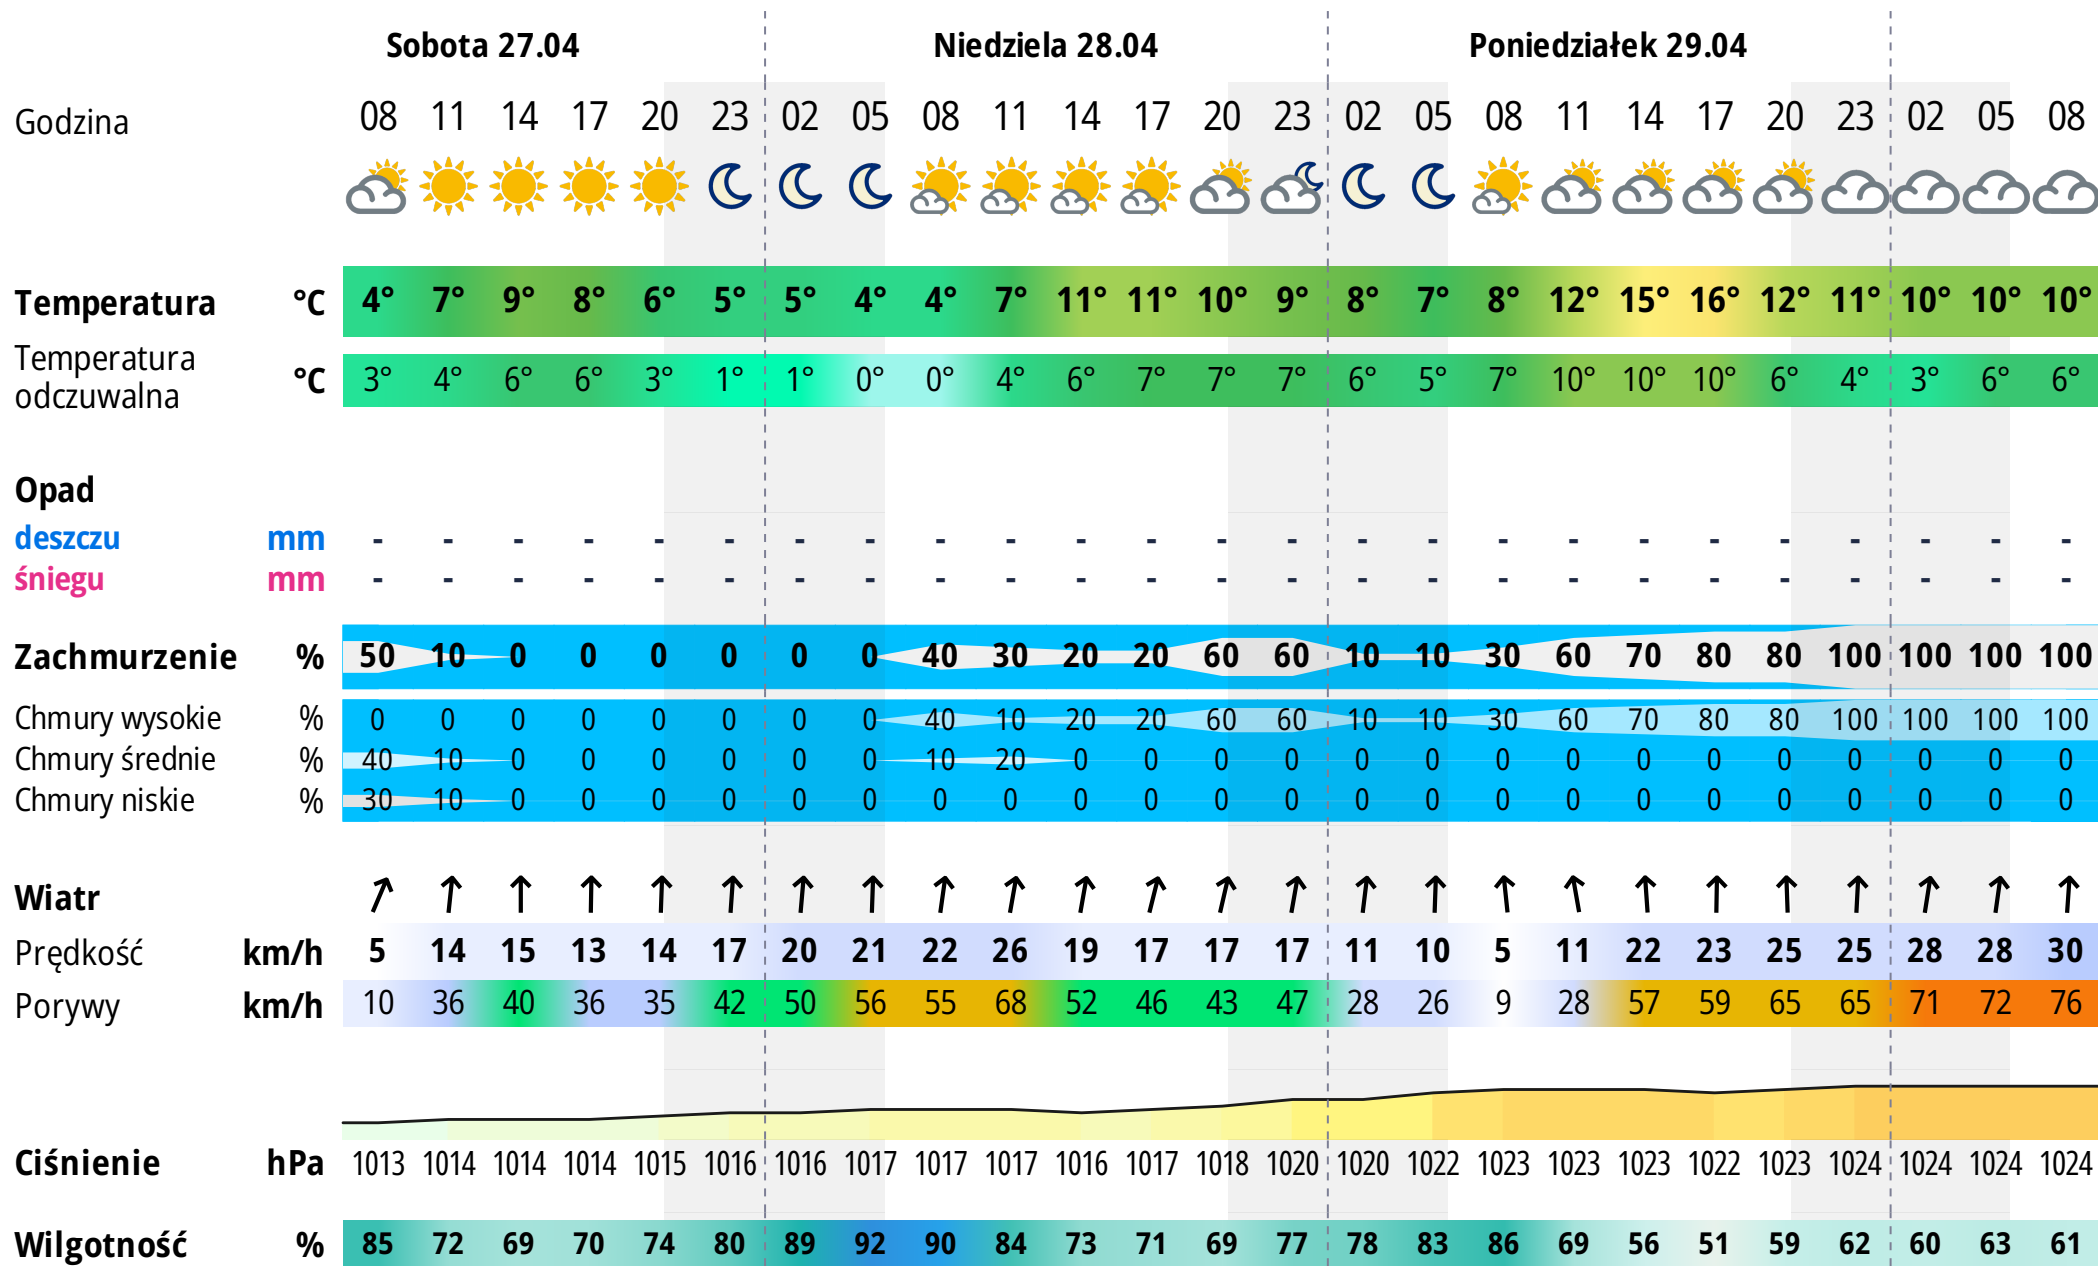 Sobota 27.04 Niedziela 28.04 Poniedziałek 29.04
Godzina 08 11 14 17 20 23 02 05 08 11 14 17 20 23 02 05 08 11 14 17 20 23 02 05 08
Temperatura °C 4° 7° 9° 8° 6° 5° 5° 4° 4° 7° 11° 11° 10° 9° 8° 7° 8° 12° 15° 16° 12° 11° 10° 10° 10°
Temperatura
odczuwalna °C 3° 4° 6° 6° 3° 1° 1° 0° 0° 4° 6° 7° 7° 7° 6° 5° 7° 10° 10° 10° 6° 4° 3° 6° 6°
Opad
deszczu mm - - - - - - - - - - - - - - - - - - - - - - - - -
śniegu mm - - - - - - - - - - - - - - - - - - - - - - - - -
Zachmurzenie % 50 10 0 0 0 0 0 0 40 30 20 20 60 60 10 10 30 60 70 80 80 100 100 100 100
Chmury wysokie % 0 0 0 0 0 0 0 0 40 10 20 20 60 60 10 10 30 60 70 80 80 100 100 100 100
Chmury średnie % 40 10 0 0 0 0 0 0 10 20 0 0 0 0 0 0 0 0 0 0 0 0 0 0 0
Chmury niskie % 30 10 0 0 0 0 0 0 0 0 0 0 0 0 0 0 0 0 0 0 0 0 0 0 0
Wiatr
Prędkość km/h 5 14 15 13 14 17 20 21 22 26 19 17 17 17 11 10 5 11 22 23 25 25 28 28 30
Porywy km/h 10 36 40 36 35 42 50 56 55 68 52 46 43 47 28 26 9 28 57 59 65 65 71 72 76
Ciśnienie hPa 1013 1014 1014 1014 1015 1016 1016 1017 1017 1017 1016 1017 1018 1020 1020 1022 1023 1023 1023 1022 1023 1024 1024 1024 1024
Wilgotność % 85 72 69 70 74 80 89 92 90 84 73 71 69 77 78 83 86 69 56 51 59 62 60 63 61